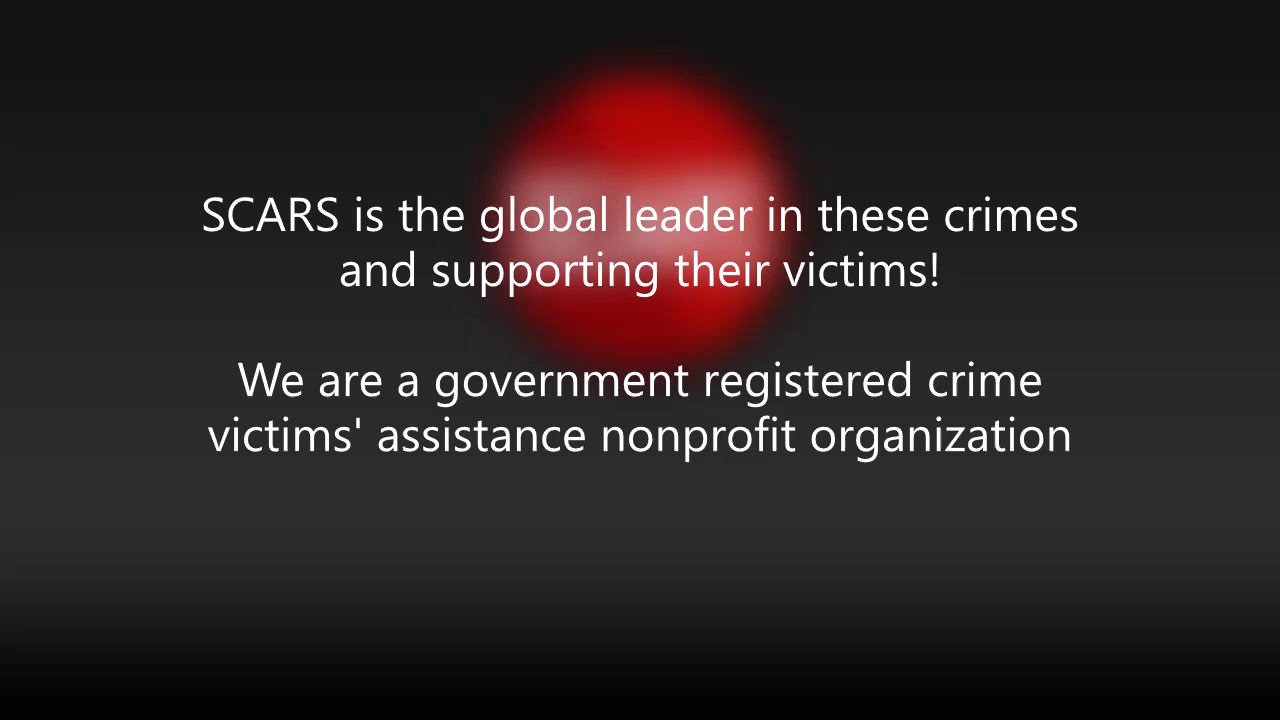 SCARS is the global leader in these crimes
and supporting their victims!
We are a government registered crime
victims' assistance nonprofit organization